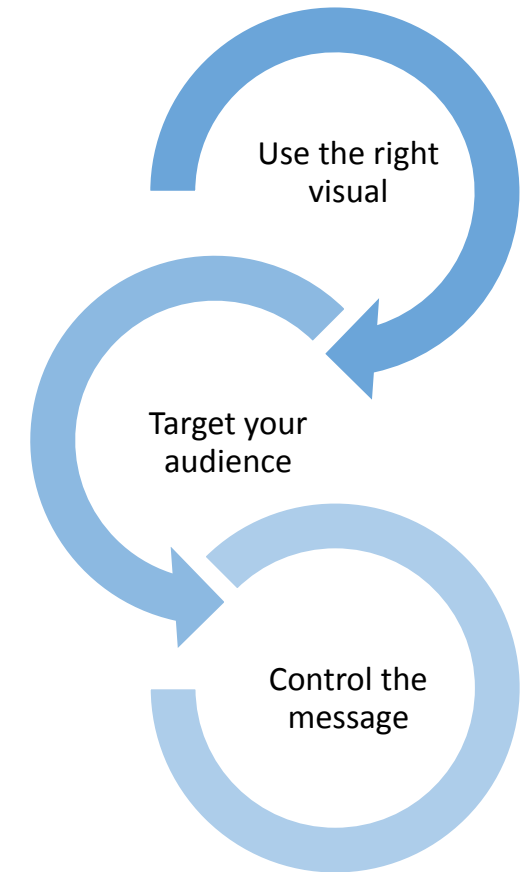 Use the right
visual
Target your
audience
Control the
message